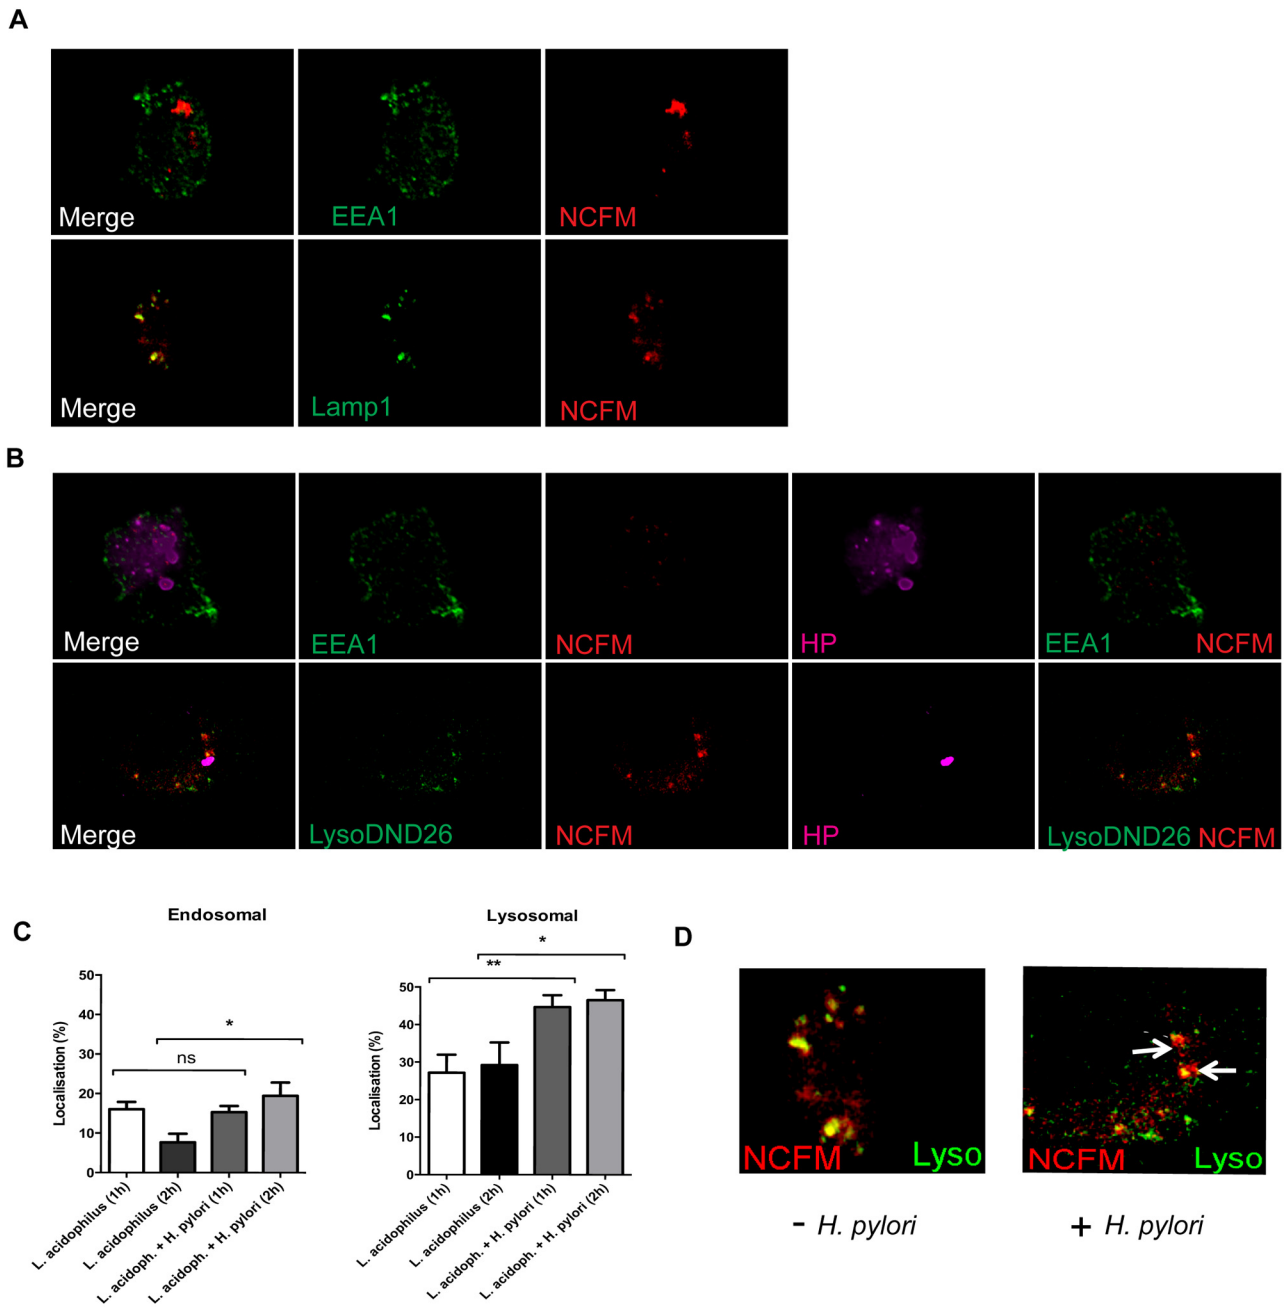 A
Merge
EEA1
NCFM
Merge
Lamp1
NCFM
B
Merge
EEA1
NCFM
HP
EEA1 NCFM
Merge
LysoDND26
NCFM
HP
LysoDND26 NCFM
C
Endosomal
Localisation (%)
50
40
30
20
10
0
ns
*
L. acidophilus (1h)
L. acidophilus (2h)
L. acidoph. + H. pylori (1h)
L. acidoph. + H. pylori (2h)
Lysosomal
Localisation (%)
50
40
30
20
10
0
**
*
L. acidophilus (1h)
L. acidophilus (2h)
L. acidoph. + H. pylori (1h)
L. acidoph. + H. pylori (2h)
D
NCFM Lyso
- H. pylori
NCFM Lyso
+ H. pylori